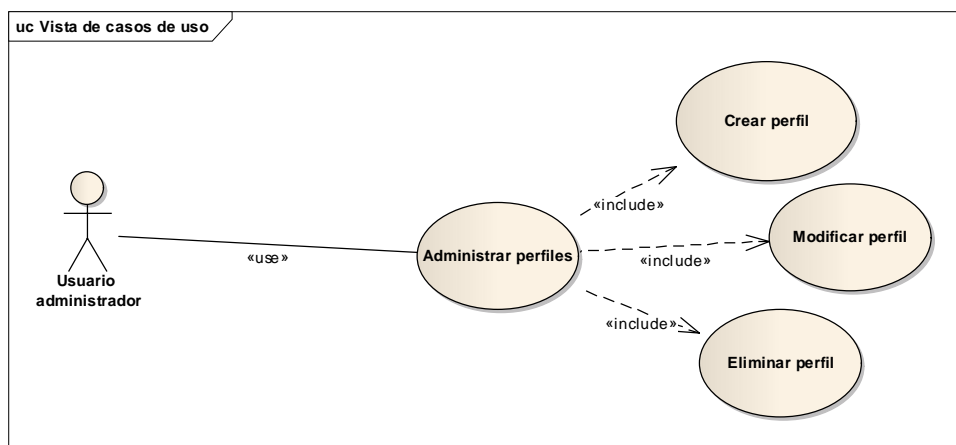 uc Vista de casos de uso
Crear perfil
«include»
Modificar perfil
Administrar perfiles
«include»
«use»
Usuario
administrador
«include»
Eliminar perfil